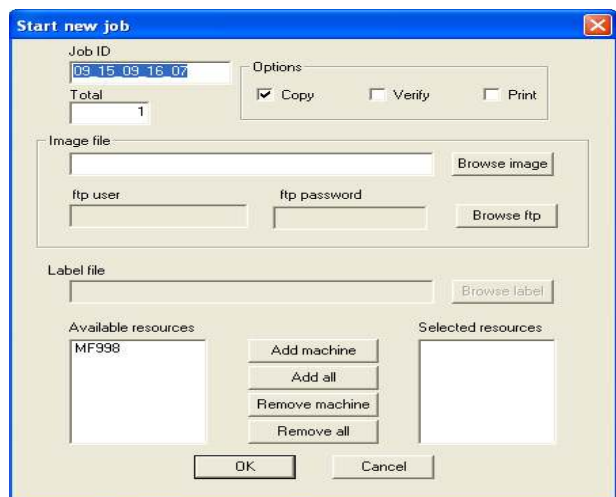 Start new job
Job ID
09_15_09_16_07
Options
Copy Verify Print
Total
1
Image file
Browse image
ftp user ftp password
Browse ftp
Label file
Browse label
Available resources Selected resources
MF998
Add machine
Add all
Remove machine
Remove all
OK Cancel